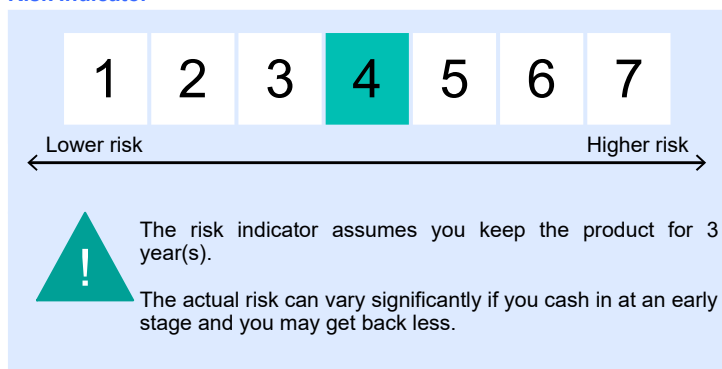 1 2 3 4 5 6 7
Lower risk Higher risk
!
The risk indicator assumes you keep the product for 3
year(s).
The actual risk can vary significantly if you cash in at an early
stage and you may get back less.